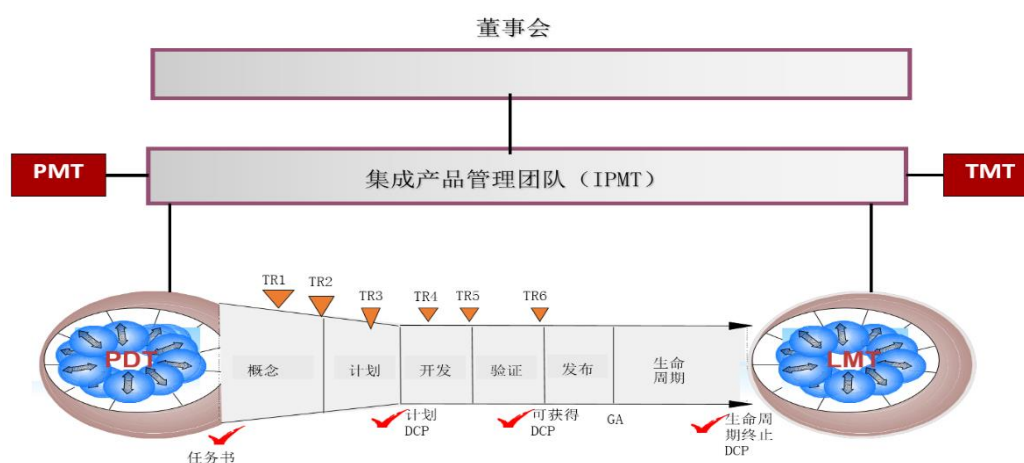 董事会
PMT
集成产品管理团队（IPMT）
TMT
TR1
TR2
TR3
TR4
TR5
TR6
PDT
概念
计划
开发
验证
发布
生命
周期
LMT
任务书
计划
DCP
可获得
DCP
GA
生命周
期终止
DCP